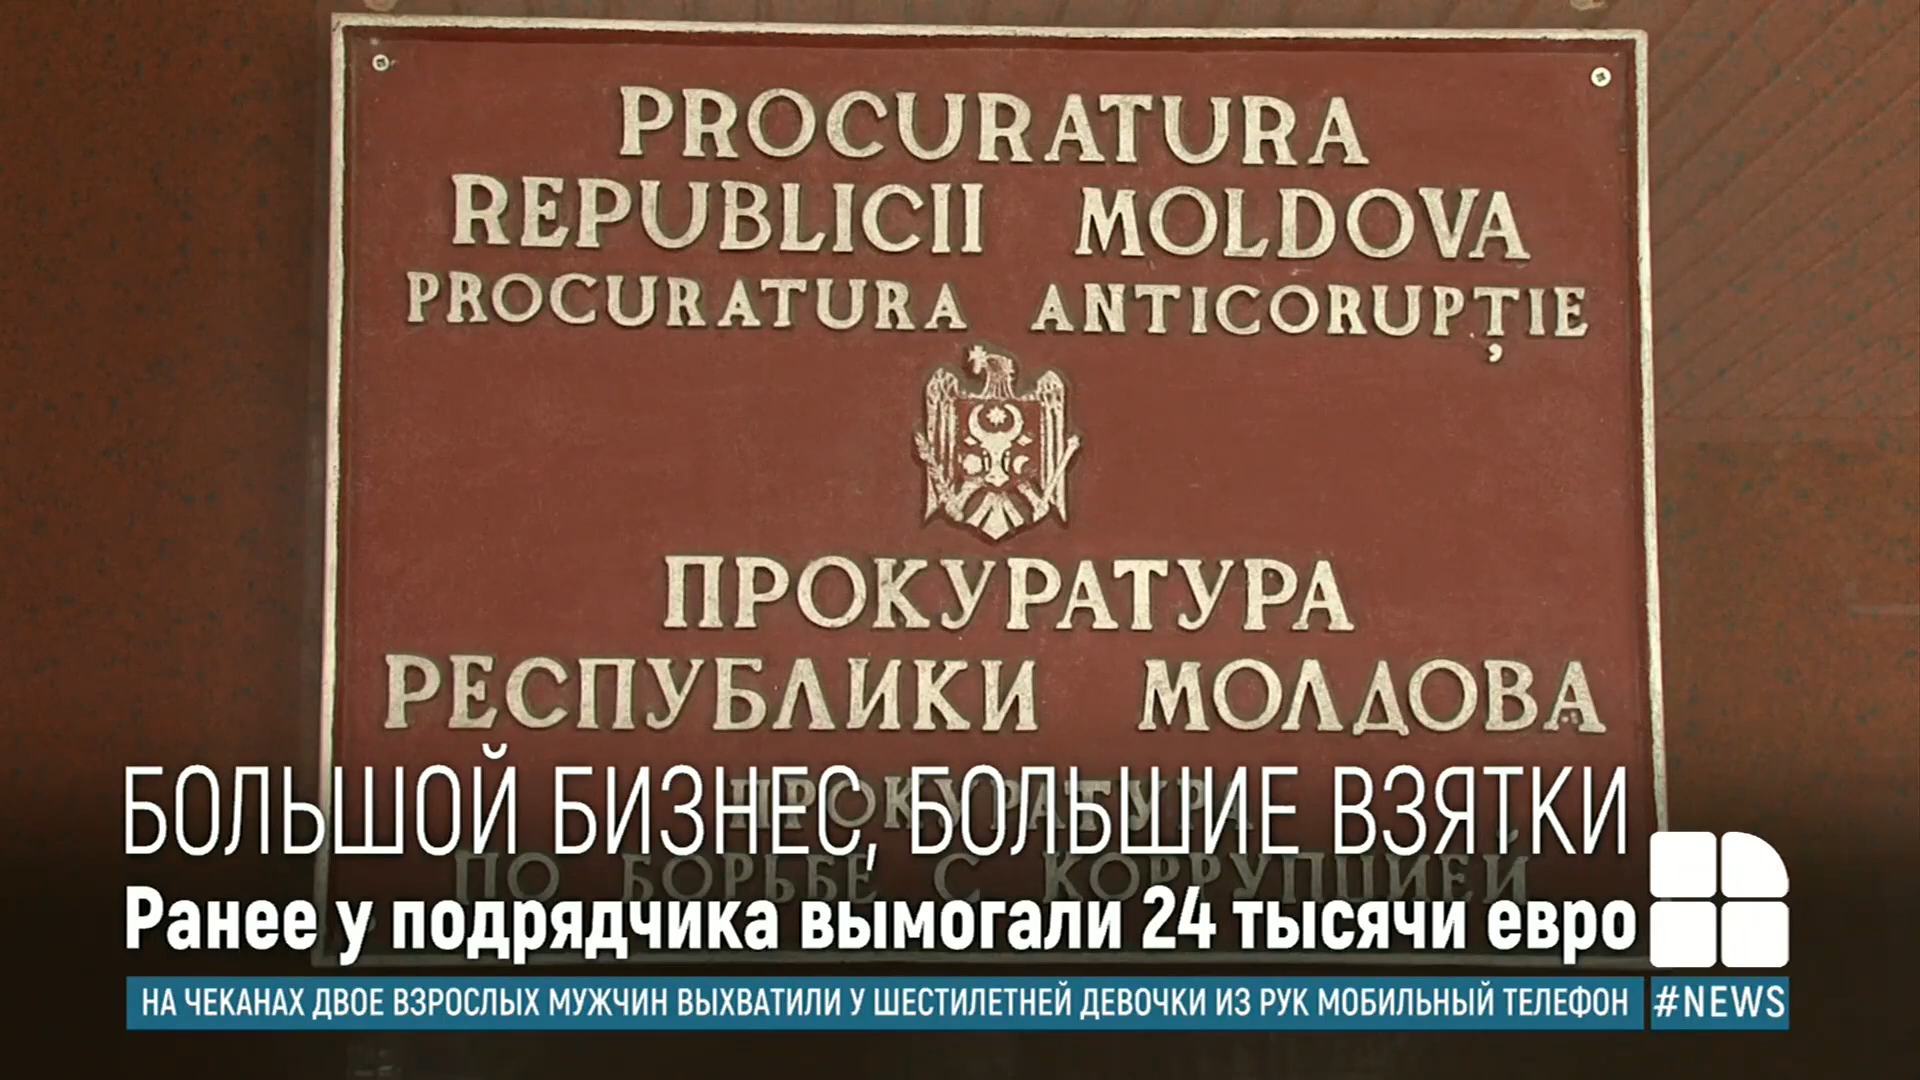 PROCURATURA
REPUBLICII MOLDOVA
PROCURATURA ANTICORUPȚIE
ПРОКУРАТУРА
РЕСПУБЛИКИ МОЛДОВА
ПРОКУРАТУРА
ПО БОРЬБЕ С КОРРУПЦИЕЙ
БОЛЬШОЙ БИЗНЕС, БОЛЬШИЕ ВЗЯТКИ
Ранее у подрядчика вымогали 24 тысячи евро
НА ЧЕКАНАХ ДВОЕ ВЗРОСЛЫХ МУЖЧИН ВЫХВАТИЛИ У ШЕСТИЛЕТНЕЙ ДЕВОЧКИ ИЗ РУК МОБИЛЬНЫЙ ТЕЛЕФОН #NEWS